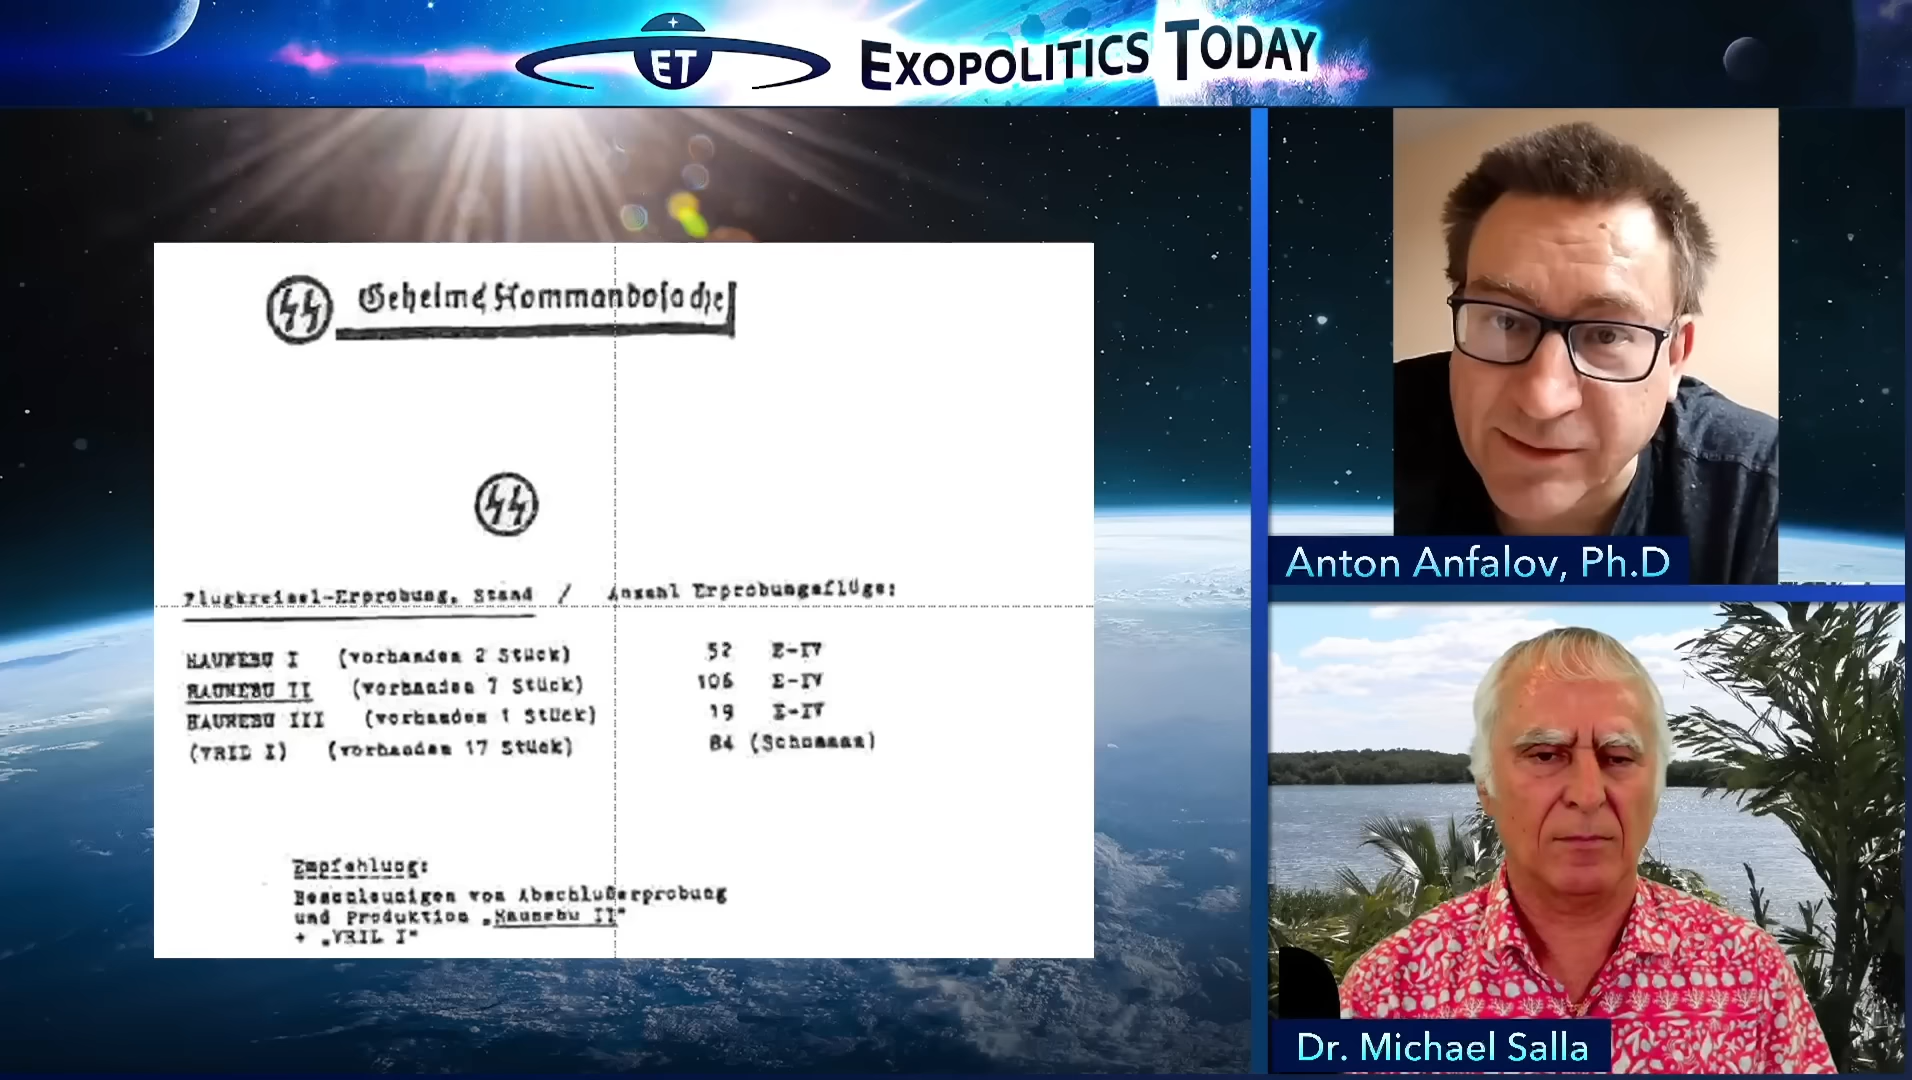 ET EXOPOLITICS TODAY
Geheime Kommandosache
Flugkreisel-Erprobung, Stand / Anzahl Erprobungsflüge:
HAUNEBU I (vorhanden 2 Stück) 52 E-IV
HAUNEBU II (vorhanden 7 Stück) 106 E-IV
HAUNEBU III (vorhanden 1 Stück) 19 E-IV
(VRIL I) (vorhanden 17 Stück) 84 (Schumann)
Empfehlung:
Beschleunigen von Abschlußerprobung
und Produktion „Haunebu II"
+ „VRIL I"
Anton Anfalov, Ph.D
Dr. Michael Salla